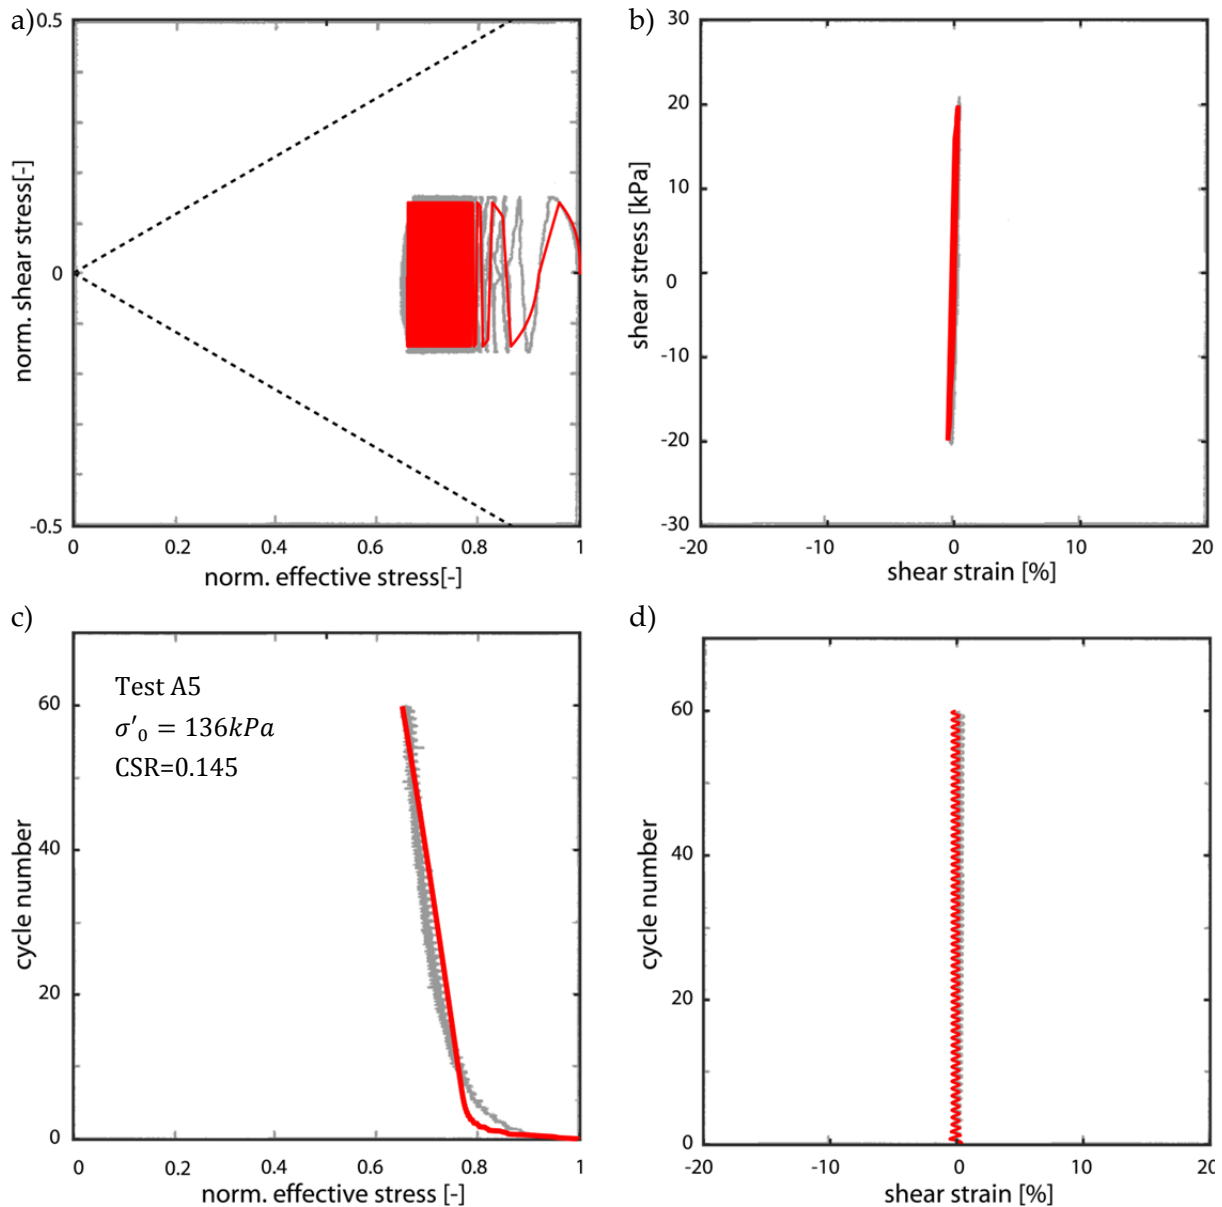 a)
0.5
0
-0.5
norm. shear stress[-]
0 0.2 0.4 0.6 0.8 1
norm. effective stress[-]
b)
30
20
10
0
-10
-20
-30
shear stress [kPa]
-20 -10 0 10 20
shear strain [%]
c)
60
40
20
0
cycle number
Test A5
σ′₀ = 136kPa
CSR=0.145
0 0.2 0.4 0.6 0.8 1
norm. effective stress [-]
d)
60
40
20
0
cycle number
-20 -10 0 10 20
shear strain [%]